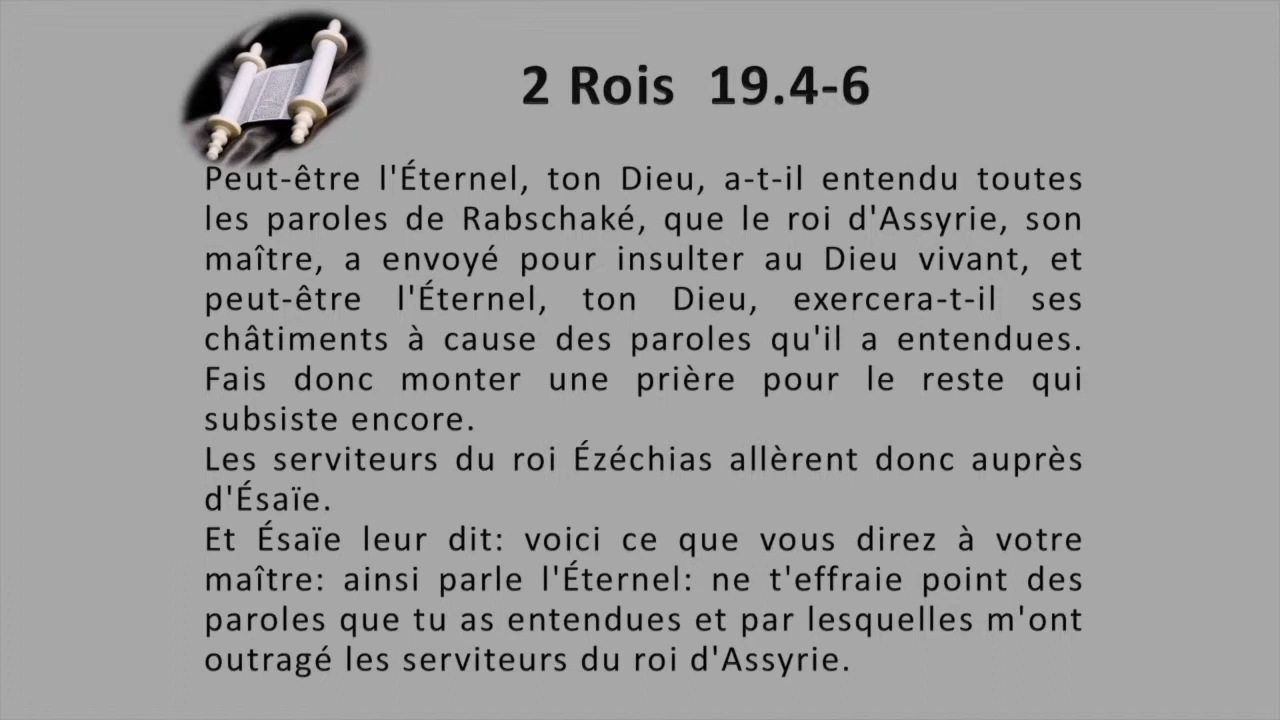 2 Rois 19.4-6
Peut-être l'Éternel, ton Dieu, a-t-il entendu toutes
les paroles de Rabschaké, que le roi d'Assyrie, son
maître, a envoyé pour insulter au Dieu vivant, et
peut-être l'Éternel, ton Dieu, exercera-t-il ses
châtiments à cause des paroles qu'il a entendues.
Fais donc monter une prière pour le reste qui
subsiste encore.
Les serviteurs du roi Ézéchias allèrent donc auprès
d'Ésaïe.
Et Ésaïe leur dit: voici ce que vous direz à votre
maître: ainsi parle l'Éternel: ne t'effraie point des
paroles que tu as entendues et par lesquelles m'ont
outragé les serviteurs du roi d'Assyrie.